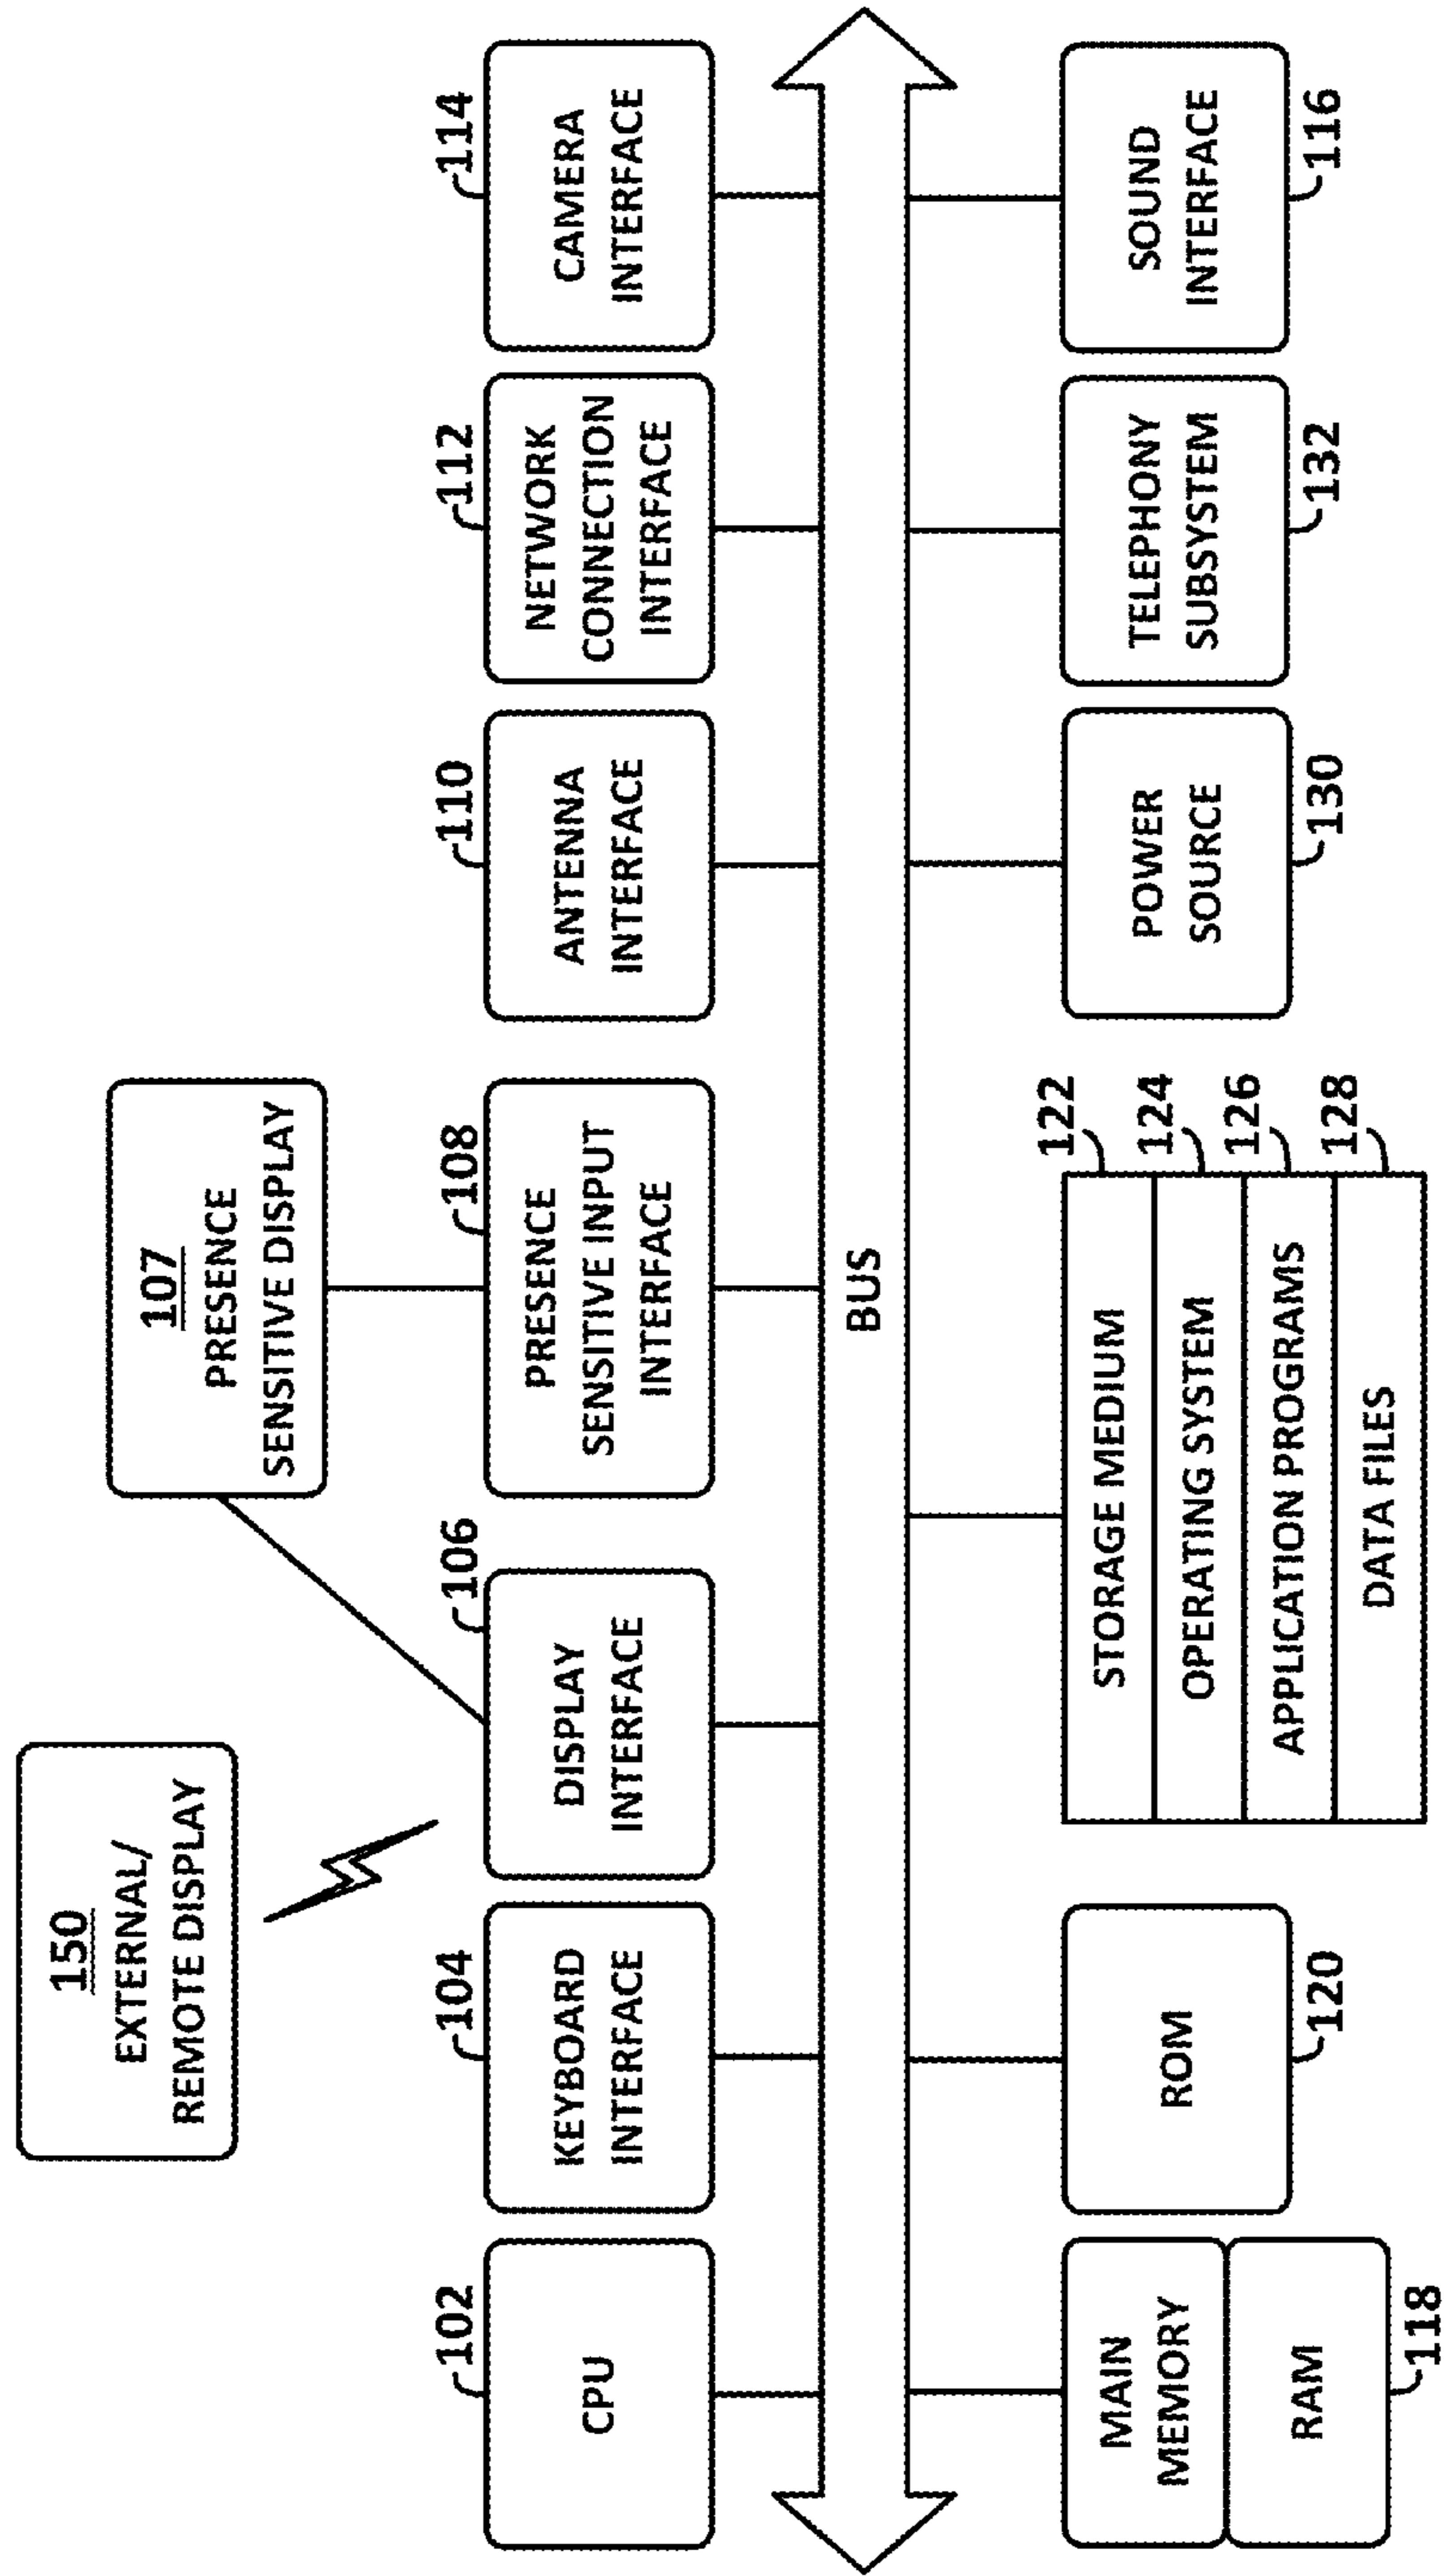 150
EXTERNAL/
REMOTE DISPLAY
107
PRESENCE
SENSITIVE DISPLAY
102
CPU
104
KEYBOARD
INTERFACE
106
DISPLAY
INTERFACE
108
PRESENCE
SENSITIVE INPUT
INTERFACE
110
ANTENNA
INTERFACE
112
NETWORK
CONNECTION
INTERFACE
114
CAMERA
INTERFACE
BUS
MAIN
MEMORY
RAM
118
ROM
120
STORAGE MEDIUM
122
OPERATING SYSTEM
124
APPLICATION PROGRAMS
126
DATA FILES
128
POWER
SOURCE
130
TELEPHONY
SUBSYSTEM
132
SOUND
INTERFACE
116